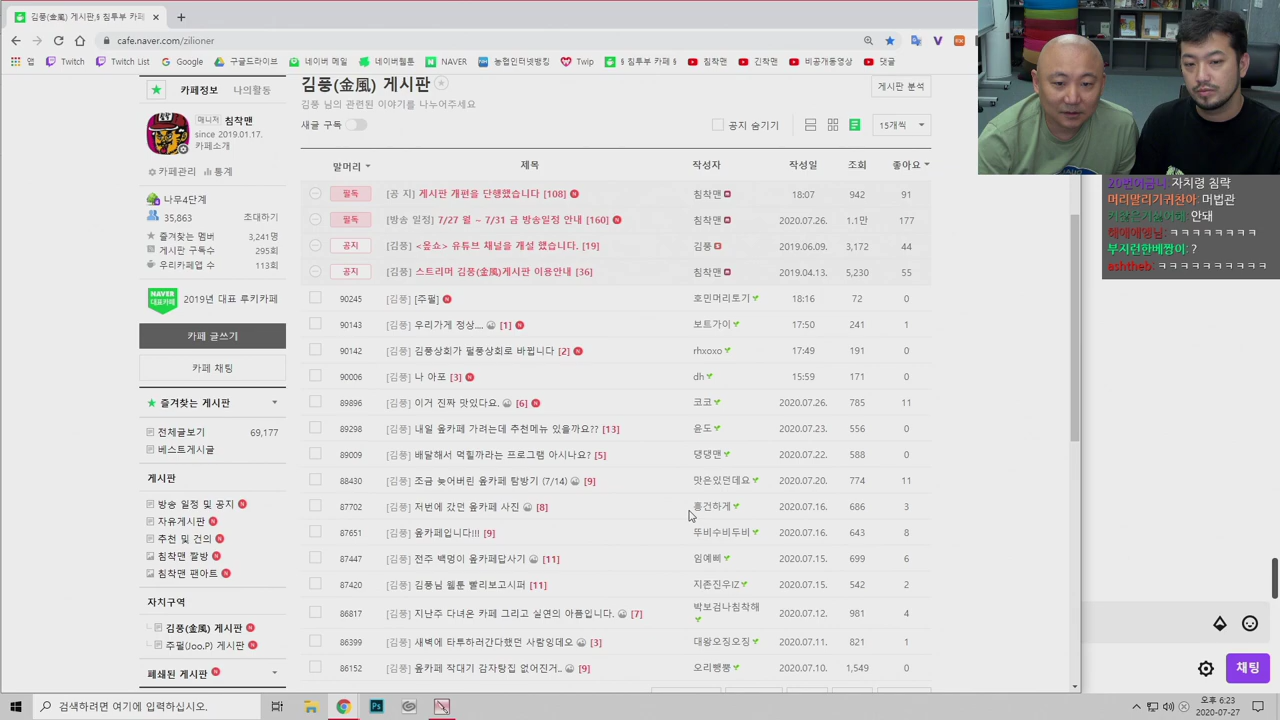 김풍(金風) 게시판,§ 침투부 카페
cafe.naver.com/zilioner
앱 Twitch Twitch List Google 구글드라이브 네이버 메일 네이버웹툰 NAVER 농협인터넷뱅킹 Twip § 침투부 카페 § 침착맨 긴착맨 비공개동영상 댓글
카페정보 나의활동
매니저 침착맨
since 2019.01.17.
카페소개
카페관리 통계
나무4단계
35,863 초대하기
즐겨찾는 멤버 3,241명
게시판 구독수 295회
우리카페앱 수 113회
NAVER 대표카페 2019년 대표 루키카페
카페 글쓰기
카페 채팅
즐겨찾는 게시판
전체글보기 69,177
베스트게시글
게시판
방송 일정 및 공지 N
자유게시판 N
추천 및 건의 N
침착맨 짤방 N
침착맨 팬아트 N
자치구역
김풍(金風) 게시판 N
주펄(Joo.P) 게시판 N
폐쇄된 게시판 N
김풍(金風) 게시판
게시판 분석
김풍 님의 관련된 이야기를 나누어주세요
새글 구독
공지 숨기기 15개씩
말머리 제목 작성자 작성일 조회 좋아요
필독 [공 지] 게시판 개편을 단행했습니다 [108] N 침착맨 18:07 942 91
필독 [방송 일정] 7/27 월 ~ 7/31 금 방송일정 안내 [160] N 침착맨 2020.07.26. 1.1만 177
공지 [김풍] <옾쇼> 유튜브 채널을 개설 했습니다. [19] 김풍 2019.06.09. 3,172 44
공지 [김풍] 스트리머 김풍(金風)게시판 이용안내 [36] 침착맨 2019.04.13. 5,230 55
90245 [김풍] [주펄] N 호민머리토기 18:16 72 0
90143 [김풍] 우리가게 정상.... [1] N 보트가이 17:50 241 1
90142 [김풍] 김풍상회가 펄풍상회로 바뀝니다 [2] N rhxoxo 17:49 191 0
90006 [김풍] 나 아포 [3] N dh 15:59 171 0
89896 [김풍] 이거 진짜 맛있다요. [6] N 코코 2020.07.26. 785 11
89298 [김풍] 내일 옾카페 가려는데 추천메뉴 있을까요?? [13] 윤도 2020.07.23. 556 0
89009 [김풍] 배달해서 먹힐까라는 프로그램 아시나요? [5] 댕댕맨 2020.07.22. 588 0
88430 [김풍] 조금 늦어버린 옾카페 탐방기 (7/14) [9] 맛은있던데요 2020.07.20. 774 11
87702 [김풍] 저번에 갔던 옾카페 사진 [8] 흥건하게 2020.07.16. 686 3
87651 [김풍] 옾카페입니다!!! [9] 뚜비수비두비 2020.07.16. 643 8
87447 [김풍] 전주 백명이 옾카페답사기 [11] 임예삐 2020.07.15. 699 6
87420 [김풍] 김풍님 웰툰 빨리보고시퍼 [11] 지존진우IZ 2020.07.15. 542 2
86817 [김풍] 지난주 다녀온 카페 그리고 실연의 아픔입니다. [7] 박보검나침착해 2020.07.12. 981 4
86399 [김풍] 새벽에 타투하러간다했던 사람잉데오 [3] 대왕오징오징 2020.07.11. 821 1
86152 [김풍] 옾카페 작대기 감자탕집 없어진거.. [9] 오리빵뿡 2020.07.10. 1,549 0
자치령 침략
머리말리기귀찬아: 머법관
안돼
ㅋㅋㅋㅋㅋㅋㅋㅋ
부지런한베짱이: ?
ashtheb: ㅋㅋㅋㅋㅋㅋㅋㅋㅋㅋ
채팅
검색하려면 여기에 입력하십시오.
오후 6:23
2020-07-27